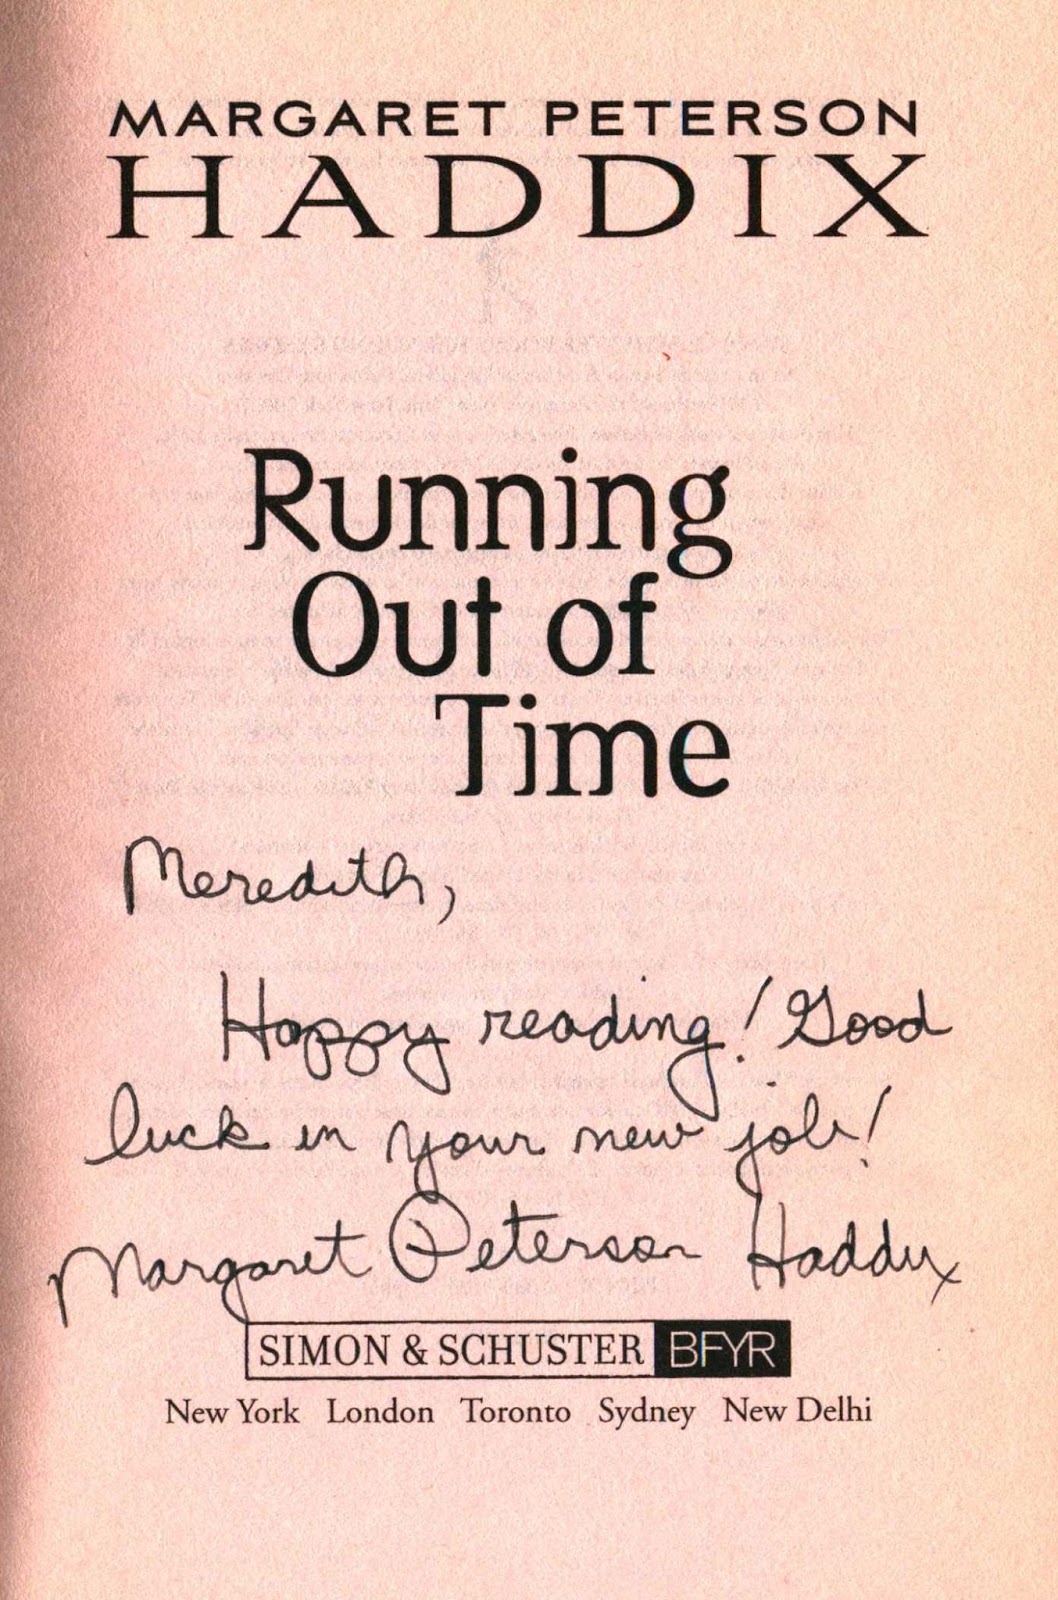 MARGARET PETERSON
HADDIX
Running
Out of
Time
Meredith,
Happy reading! Good
luck in your new job!
Margaret Peterson Haddix
SIMON & SCHUSTER BFYR
New York London Toronto Sydney New Delhi